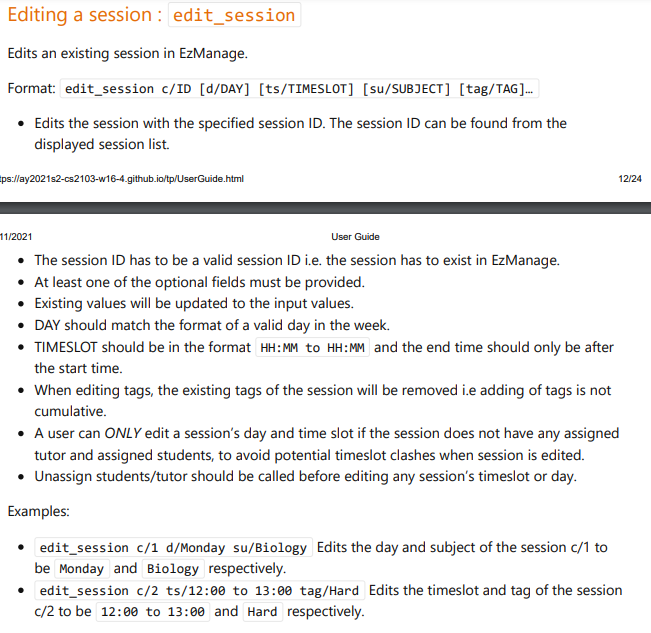 Editing a session : edit_session
Edits an existing session in EzManage.
Format: edit_session c/ID [d/DAY] [ts/TIMESLOT] [su/SUBJECT] [tag/TAG]…
• Edits the session with the specified session ID. The session ID can be found from the
displayed session list.
tps://ay2021s2-cs2103-w16-4.github.io/tp/UserGuide.html 12/24
11/2021 User Guide
• The session ID has to be a valid session ID i.e. the session has to exist in EzManage.
• At least one of the optional fields must be provided.
• Existing values will be updated to the input values.
• DAY should match the format of a valid day in the week.
• TIMESLOT should be in the format HH:MM to HH:MM and the end time should only be after
the start time.
• When editing tags, the existing tags of the session will be removed i.e adding of tags is not
cumulative.
• A user can ONLY edit a session's day and time slot if the session does not have any assigned
tutor and assigned students, to avoid potential timeslot clashes when session is edited.
• Unassign students/tutor should be called before editing any session's timeslot or day.
Examples:
• edit_session c/1 d/Monday su/Biology Edits the day and subject of the session c/1 to
be Monday and Biology respectively.
• edit_session c/2 ts/12:00 to 13:00 tag/Hard Edits the timeslot and tag of the session
c/2 to be 12:00 to 13:00 and Hard respectively.